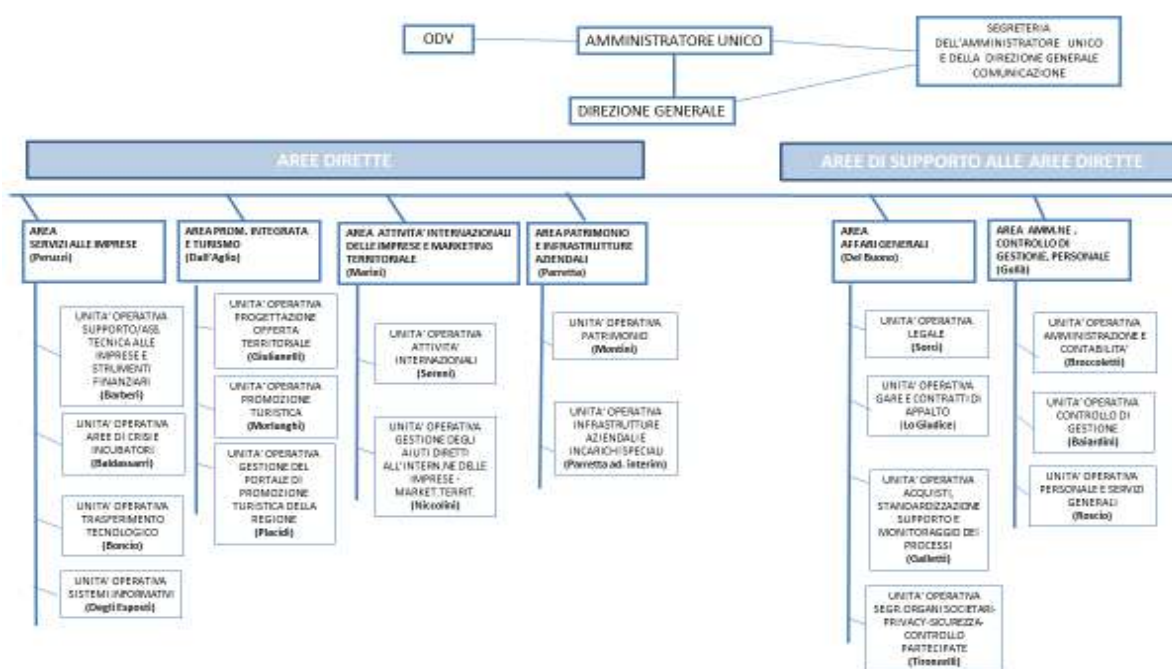 ODV
AMMINISTRATORE UNICO
SEGRETERIA
DELL'AMMINISTRATORE UNICO
E DELLA DIREZIONE GENERALE
COMUNICAZIONE
DIREZIONE GENERALE
AREE DIRETTE
AREE DI SUPPORTO ALLE AREE DIRETTE
AREA
SERVIZI ALLE IMPRESE
(Peruzzi)
UNITA' OPERATIVA
SUPPORTO/ASS.
TECNICA ALLE
IMPRESE E
STRUMENTI
FINANZIARI
(Barberi)
UNITA' OPERATIVA
AREE DI CRISI E
INCUBATORI
(Baldassarri)
UNITA' OPERATIVA
TRASFERIMENTO
TECNOLOGICO
(Boncio)
UNITA' OPERATIVA
SISTEMI INFORMATIVI
(Degli Esposti)
AREA PROM. INTEGRATA
E TURISMO
(Dall'Aglio)
UNITA' OPERATIVA
PROGETTAZIONE
OFFERTA
TERRITORIALE
(Giulianelli)
UNITA' OPERATIVA
PROMOZIONE
TURISTICA
(Morlunghi)
UNITA' OPERATIVA
GESTIONE DEL
PORTALE DI
PROMOZIONE
TURISTICA DELLA
REGIONE
(Placidi)
AREA ATTIVITA' INTERNAZIONALI
DELLE IMPRESE E MARKETING
TERRITORIALE
(Marini)
UNITA' OPERATIVA
ATTIVITA'
INTERNAZIONALI
(Sereni)
UNITA' OPERATIVA
GESTIONE DEGLI
AIUTI DIRETTI
ALL'INTERN.NE DELLE
IMPRESE -
MARKET.TERRIT.
(Niccolini)
AREA PATRIMONIO
E INFRASTRUTTURE
AZIENDALI
(Parretta)
UNITA' OPERATIVA
PATRIMONIO
(Montini)
UNITA' OPERATIVA
INFRASTRUTTURE
AZIENDALI E
INCARICHI SPECIALI
(Parretta ad. interim)
AREA
AFFARI GENERALI
(Del Buono)
UNITA' OPERATIVA
LEGALE
(Sorci)
UNITA' OPERATIVA
GARE E CONTRATTI DI
APPALTO
(Lo Giudice)
UNITA' OPERATIVA
ACQUISTI,
STANDARDIZZAZIONE
SUPPORTO E
MONITORAGGIO DEI
PROCESSI
(Galletti)
UNITA' OPERATIVA
SEGR.ORGANI SOCIETARI-
PRIVACY-SICUREZZA-
CONTROLLO
PARTECIPATE
AREA AMM.NE ,
CONTROLLO DI
GESTIONE, PERSONALE
UNITA' OPERATIVA
AMMINISTRAZIONE E
CONTABILITA'
(Broccoletti)
UNITA' OPERATIVA
CONTROLLO DI
GESTIONE
(Baiardini)
UNITA' OPERATIVA
PERSONALE E SERVIZI
GENERALI
(Roscio)